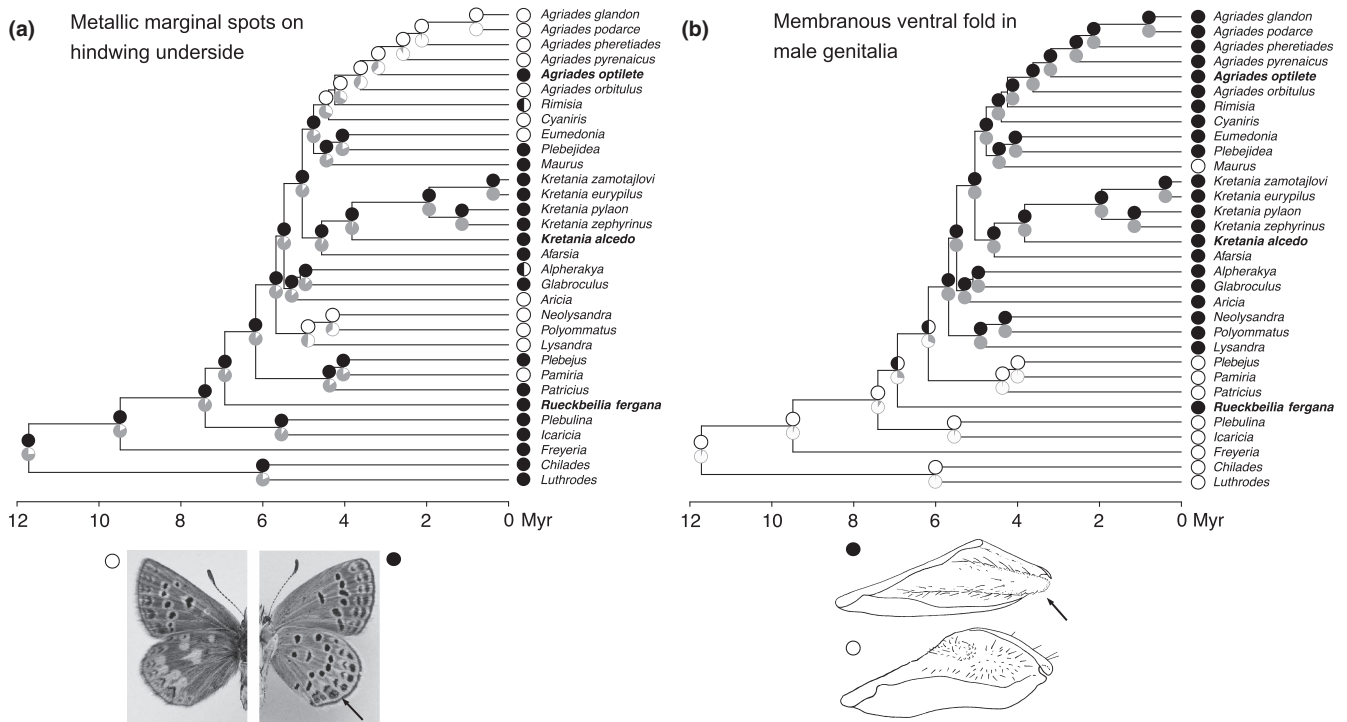 (a)
Metallic marginal spots on
hindwing underside
Agriades glandon
Agriades podarce
Agriades pheretiades
Agriades pyrenaicus
Agriades optilete
Agriades orbitulus
Rimisia
Cyaniris
Eumedonia
Plebejidea
Maurus
Kretania zamotajlovi
Kretania eurypilus
Kretania pylaon
Kretania zephyrinus
Kretania alcedo
Afarsia
Alpherakya
Glabroculus
Aricia
Neolysandra
Polyommatus
Lysandra
Plebejus
Pamiria
Patricius
Rueckbeilia fergana
Plebulina
Icaricia
Freyeria
Chilades
Luthrodes
12 10 8 6 4 2 0 Myr
(b)
Membranous ventral fold in
male genitalia
Agriades glandon
Agriades podarce
Agriades pheretiades
Agriades pyrenaicus
Agriades optilete
Agriades orbitulus
Rimisia
Cyaniris
Eumedonia
Plebejidea
Maurus
Kretania zamotajlovi
Kretania eurypilus
Kretania pylaon
Kretania zephyrinus
Kretania alcedo
Afarsia
Alpherakya
Glabroculus
Aricia
Neolysandra
Polyommatus
Lysandra
Plebejus
Pamiria
Patricius
Rueckbeilia fergana
Plebulina
Icaricia
Freyeria
Chilades
Luthrodes
12 10 8 6 4 2 0 Myr